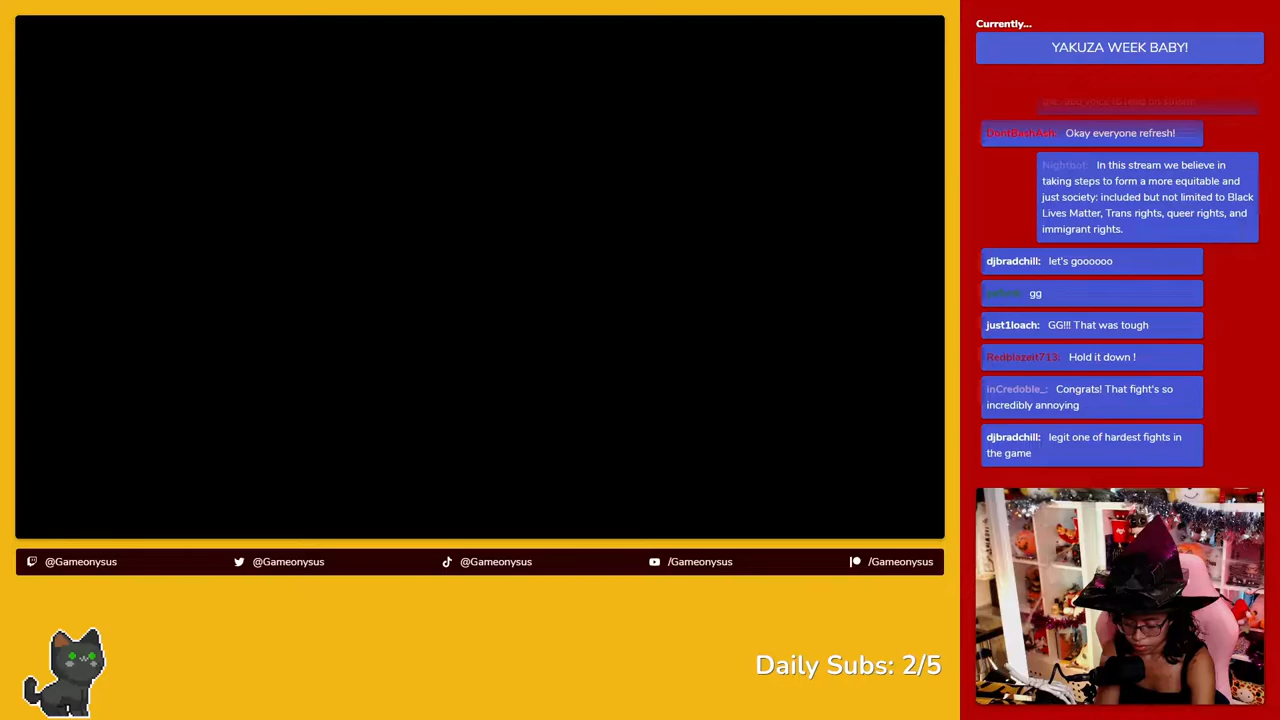 Currently...
YAKUZA WEEK BABY!
DontBashAsh: Okay everyone refresh!
Nightbot: In this stream we believe in
taking steps to form a more equitable and
just society: included but not limited to Black
Lives Matter, Trans rights, queer rights, and
immigrant rights.
djbradchill: let's goooooo
gg
just1loach: GG!!! That was tough
Redblazeit713: Hold it down !
inCredoble_: Congrats! That fight's so
incredibly annoying
djbradchill: legit one of hardest fights in
the game
@Gameonysus
@Gameonysus
@Gameonysus
/Gameonysus
/Gameonysus
Daily Subs: 2/5